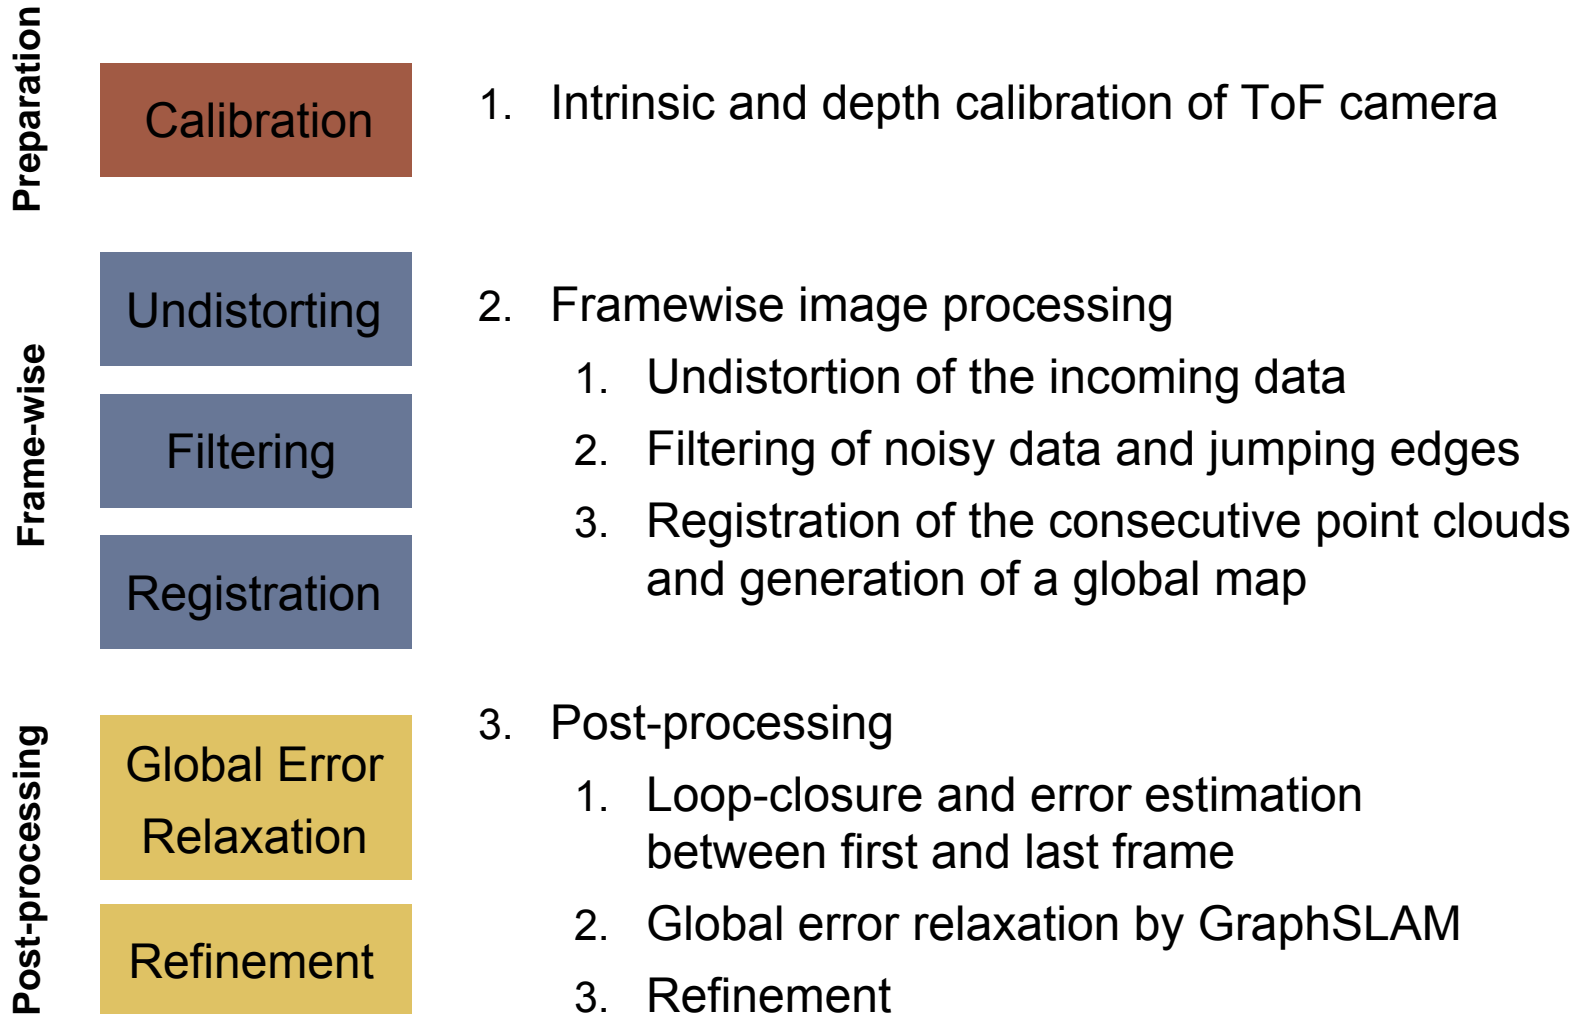 Preparation
Calibration
1. Intrinsic and depth calibration of ToF camera
Frame-wise
Undistorting
Filtering
Registration
2. Framewise image processing
1. Undistortion of the incoming data
2. Filtering of noisy data and jumping edges
3. Registration of the consecutive point clouds
and generation of a global map
Post-processing
Global Error
Relaxation
Refinement
3. Post-processing
1. Loop-closure and error estimation
between first and last frame
2. Global error relaxation by GraphSLAM
3. Refinement